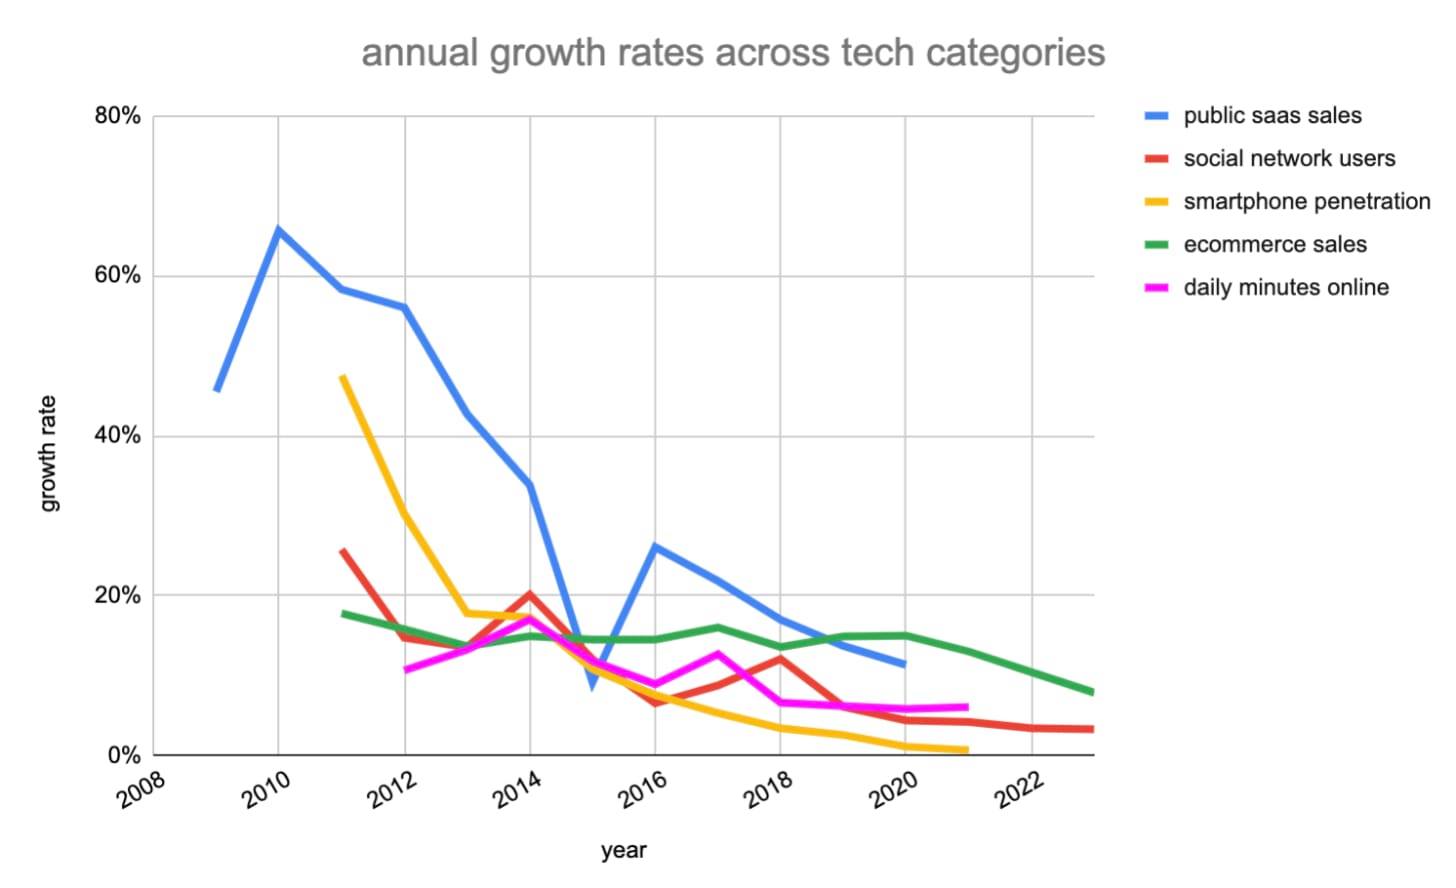 annual growth rates across tech categories
80%
60%
40%
20%
0%
growth rate
2008
2010
2012
2014
2016
2018
2020
2022
year
public saas sales
social network users
smartphone penetration
ecommerce sales
daily minutes online